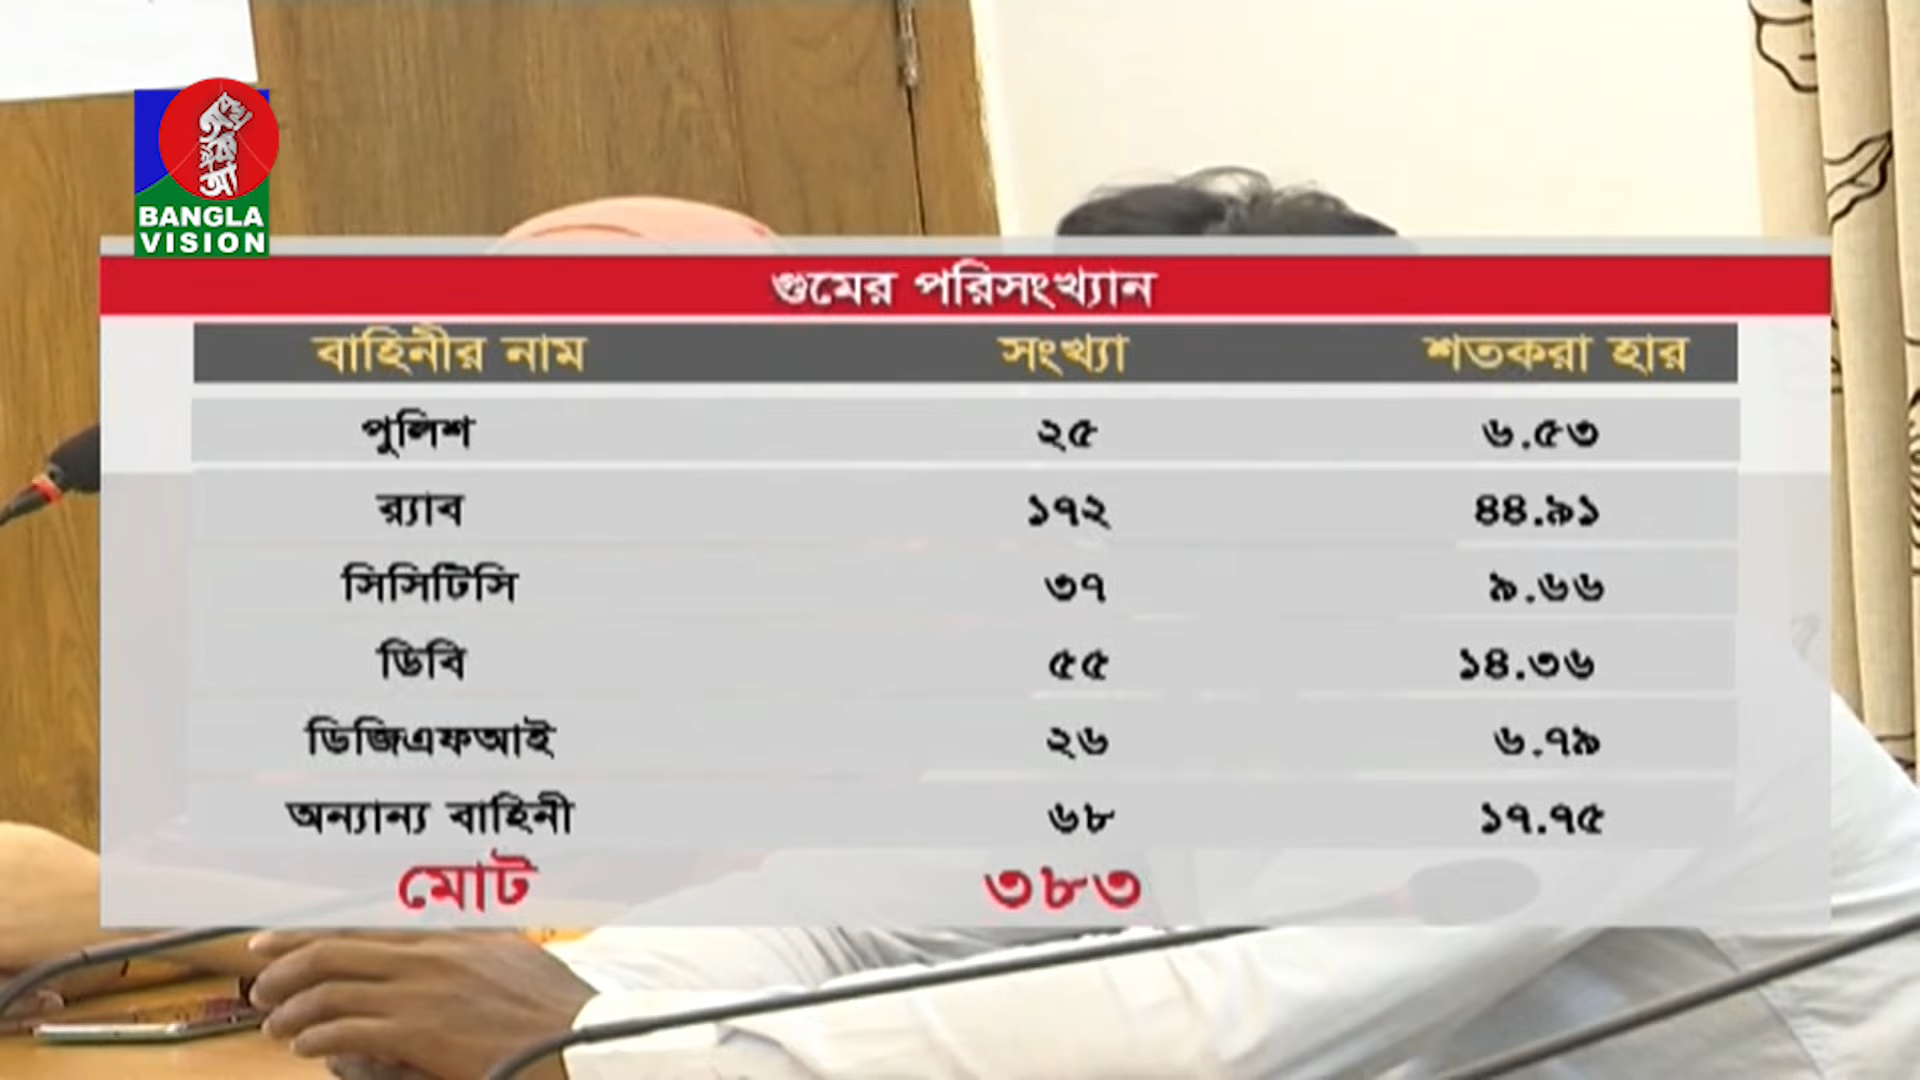 BANGLA
VISION
গুমের পরিসংখ্যান
বাহিনীর নাম সংখ্যা শতকরা হার
পুলিশ ২৫ ৬.৫৩
র‍্যাব ১৭২ ৪৪.৯১
সিসিটিসি ৩৭ ৯.৬৬
ডিবি ৫৫ ১৪.৩৬
ডিজিএফআই ২৬ ৬.৭৯
অন্যান্য বাহিনী ৬৮ ১৭.৭৫
মোট ৩৮৩